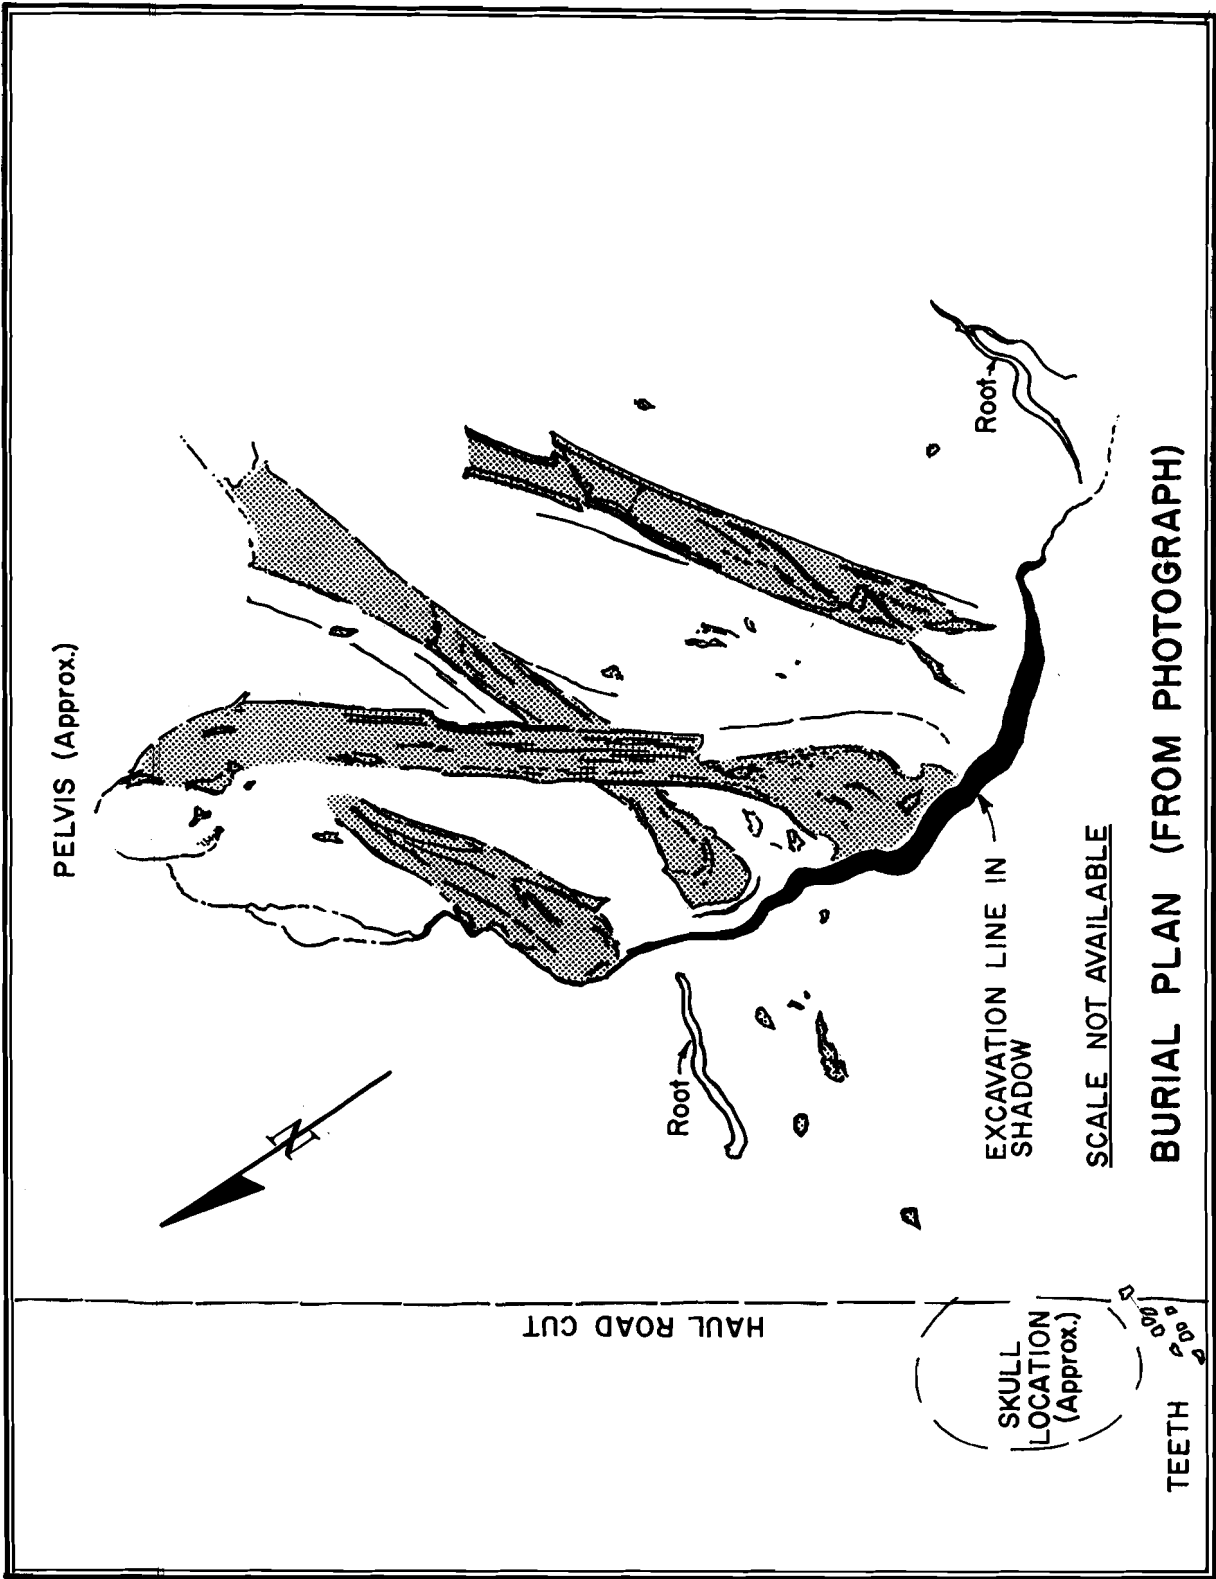 PELVIS (Approx.)
Root
Root
EXCAVATION LINE IN
SHADOW
SCALE NOT AVAILABLE
BURIAL PLAN (FROM PHOTOGRAPH)
HAUL ROAD CUT
SKULL
LOCATION
(Approx.)
TEETH
N